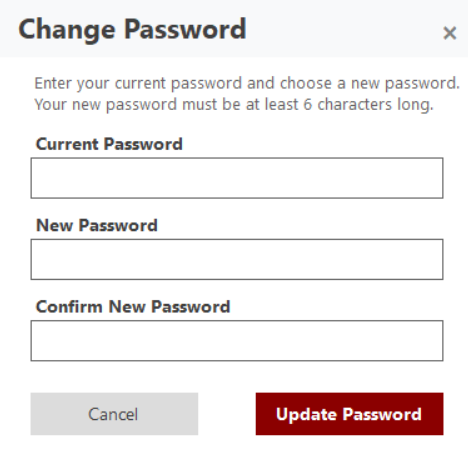 Change Password
×
Enter your current password and choose a new password.
Your new password must be at least 6 characters long.
Current Password
New Password
Confirm New Password
Cancel
Update Password